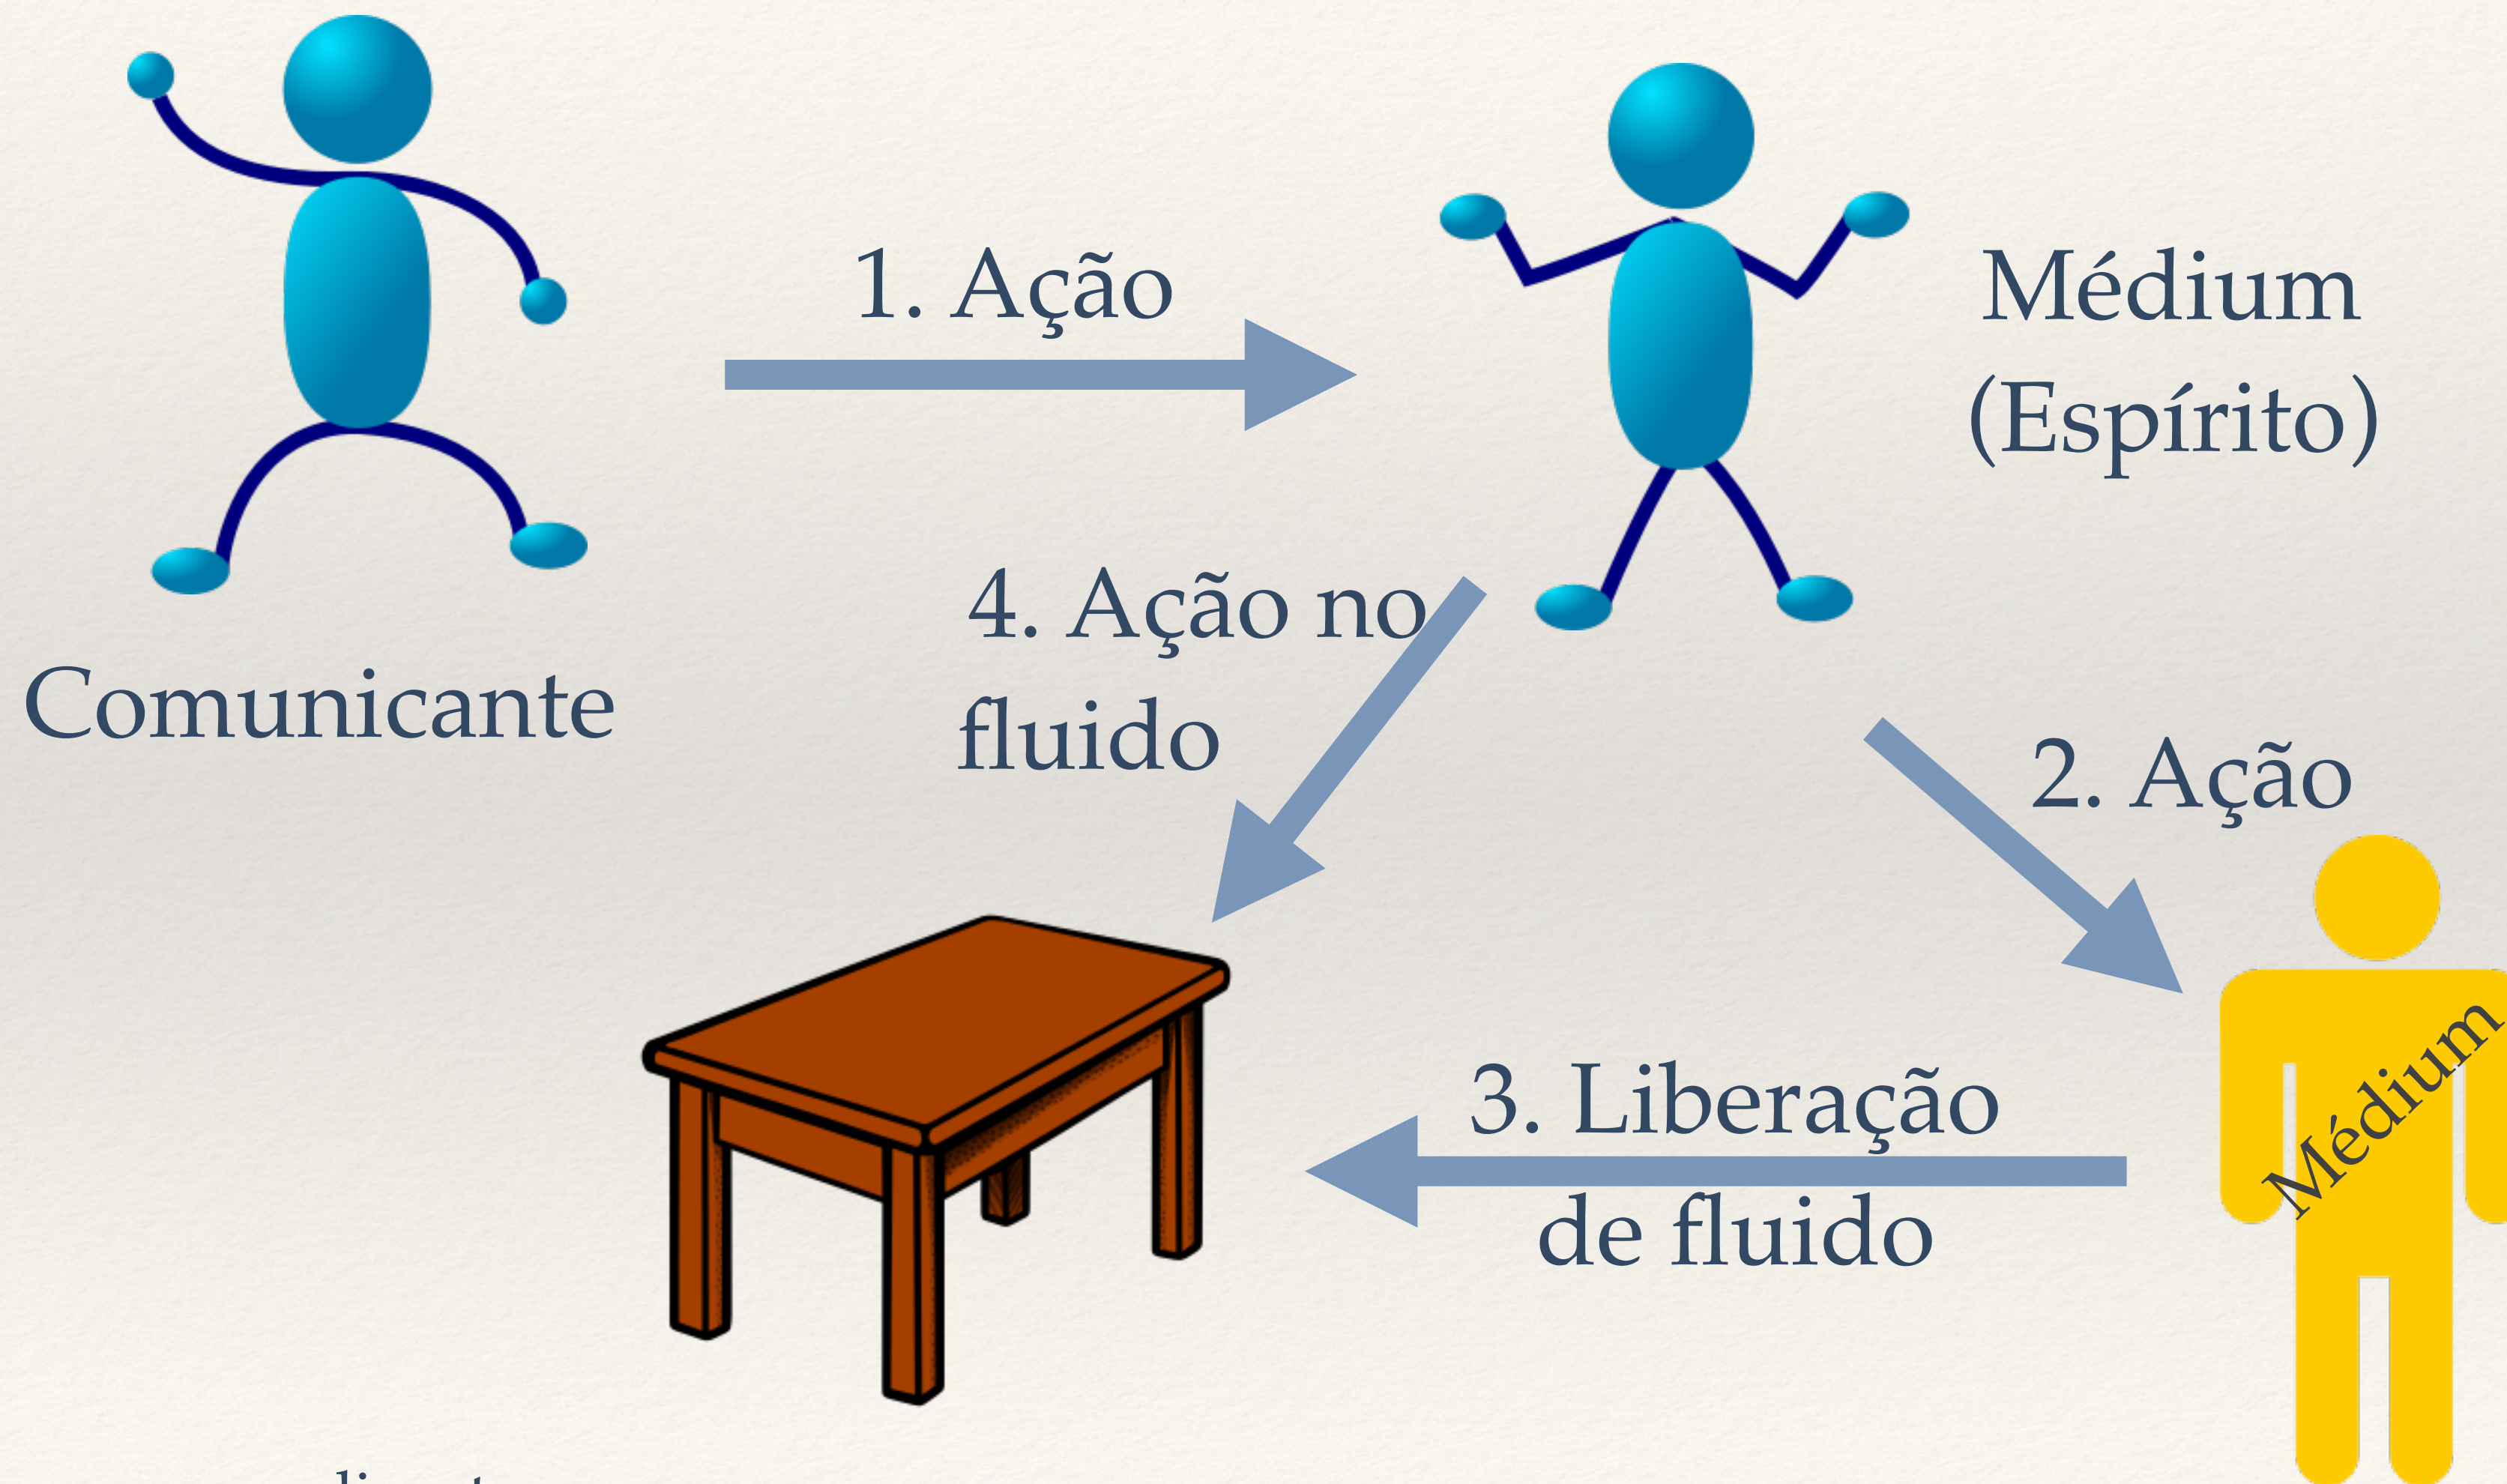 1. Ação
Médium
(Espírito)
4. Ação no
fluido
Comunicante
2. Ação
Médium
3. Liberação
de fluido